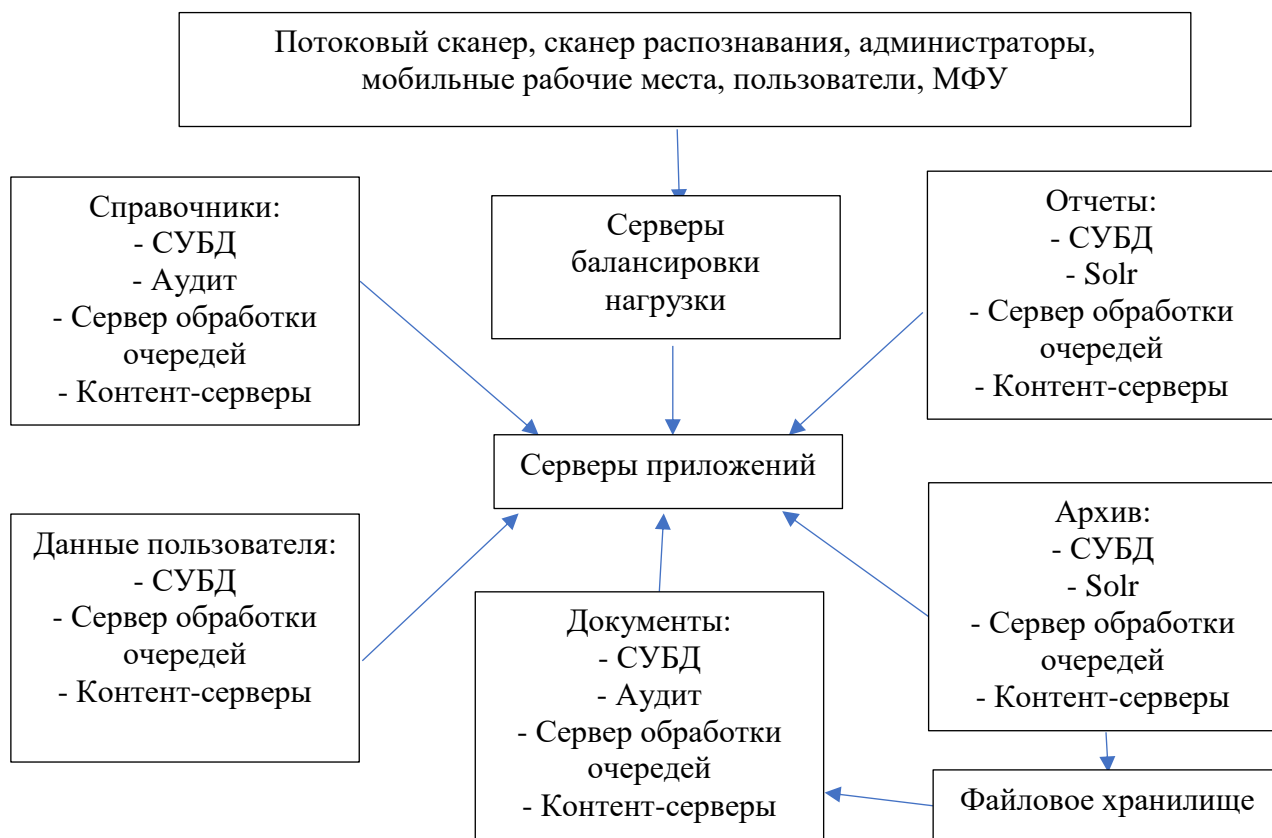 Потоковый сканер, сканер распознавания, администраторы,
мобильные рабочие места, пользователи, МФУ
Справочники:
- СУБД
- Аудит
- Сервер обработки
очередей
- Контент-серверы
Серверы
балансировки
нагрузки
Отчеты:
- СУБД
- Solr
- Сервер обработки
очередей
- Контент-серверы
Серверы приложений
Данные пользователя:
- СУБД
- Сервер обработки
очередей
- Контент-серверы
Документы:
- СУБД
- Аудит
- Сервер обработки
очередей
- Контент-серверы
Архив:
- СУБД
- Solr
- Сервер обработки
очередей
- Контент-серверы
Файловое хранилище